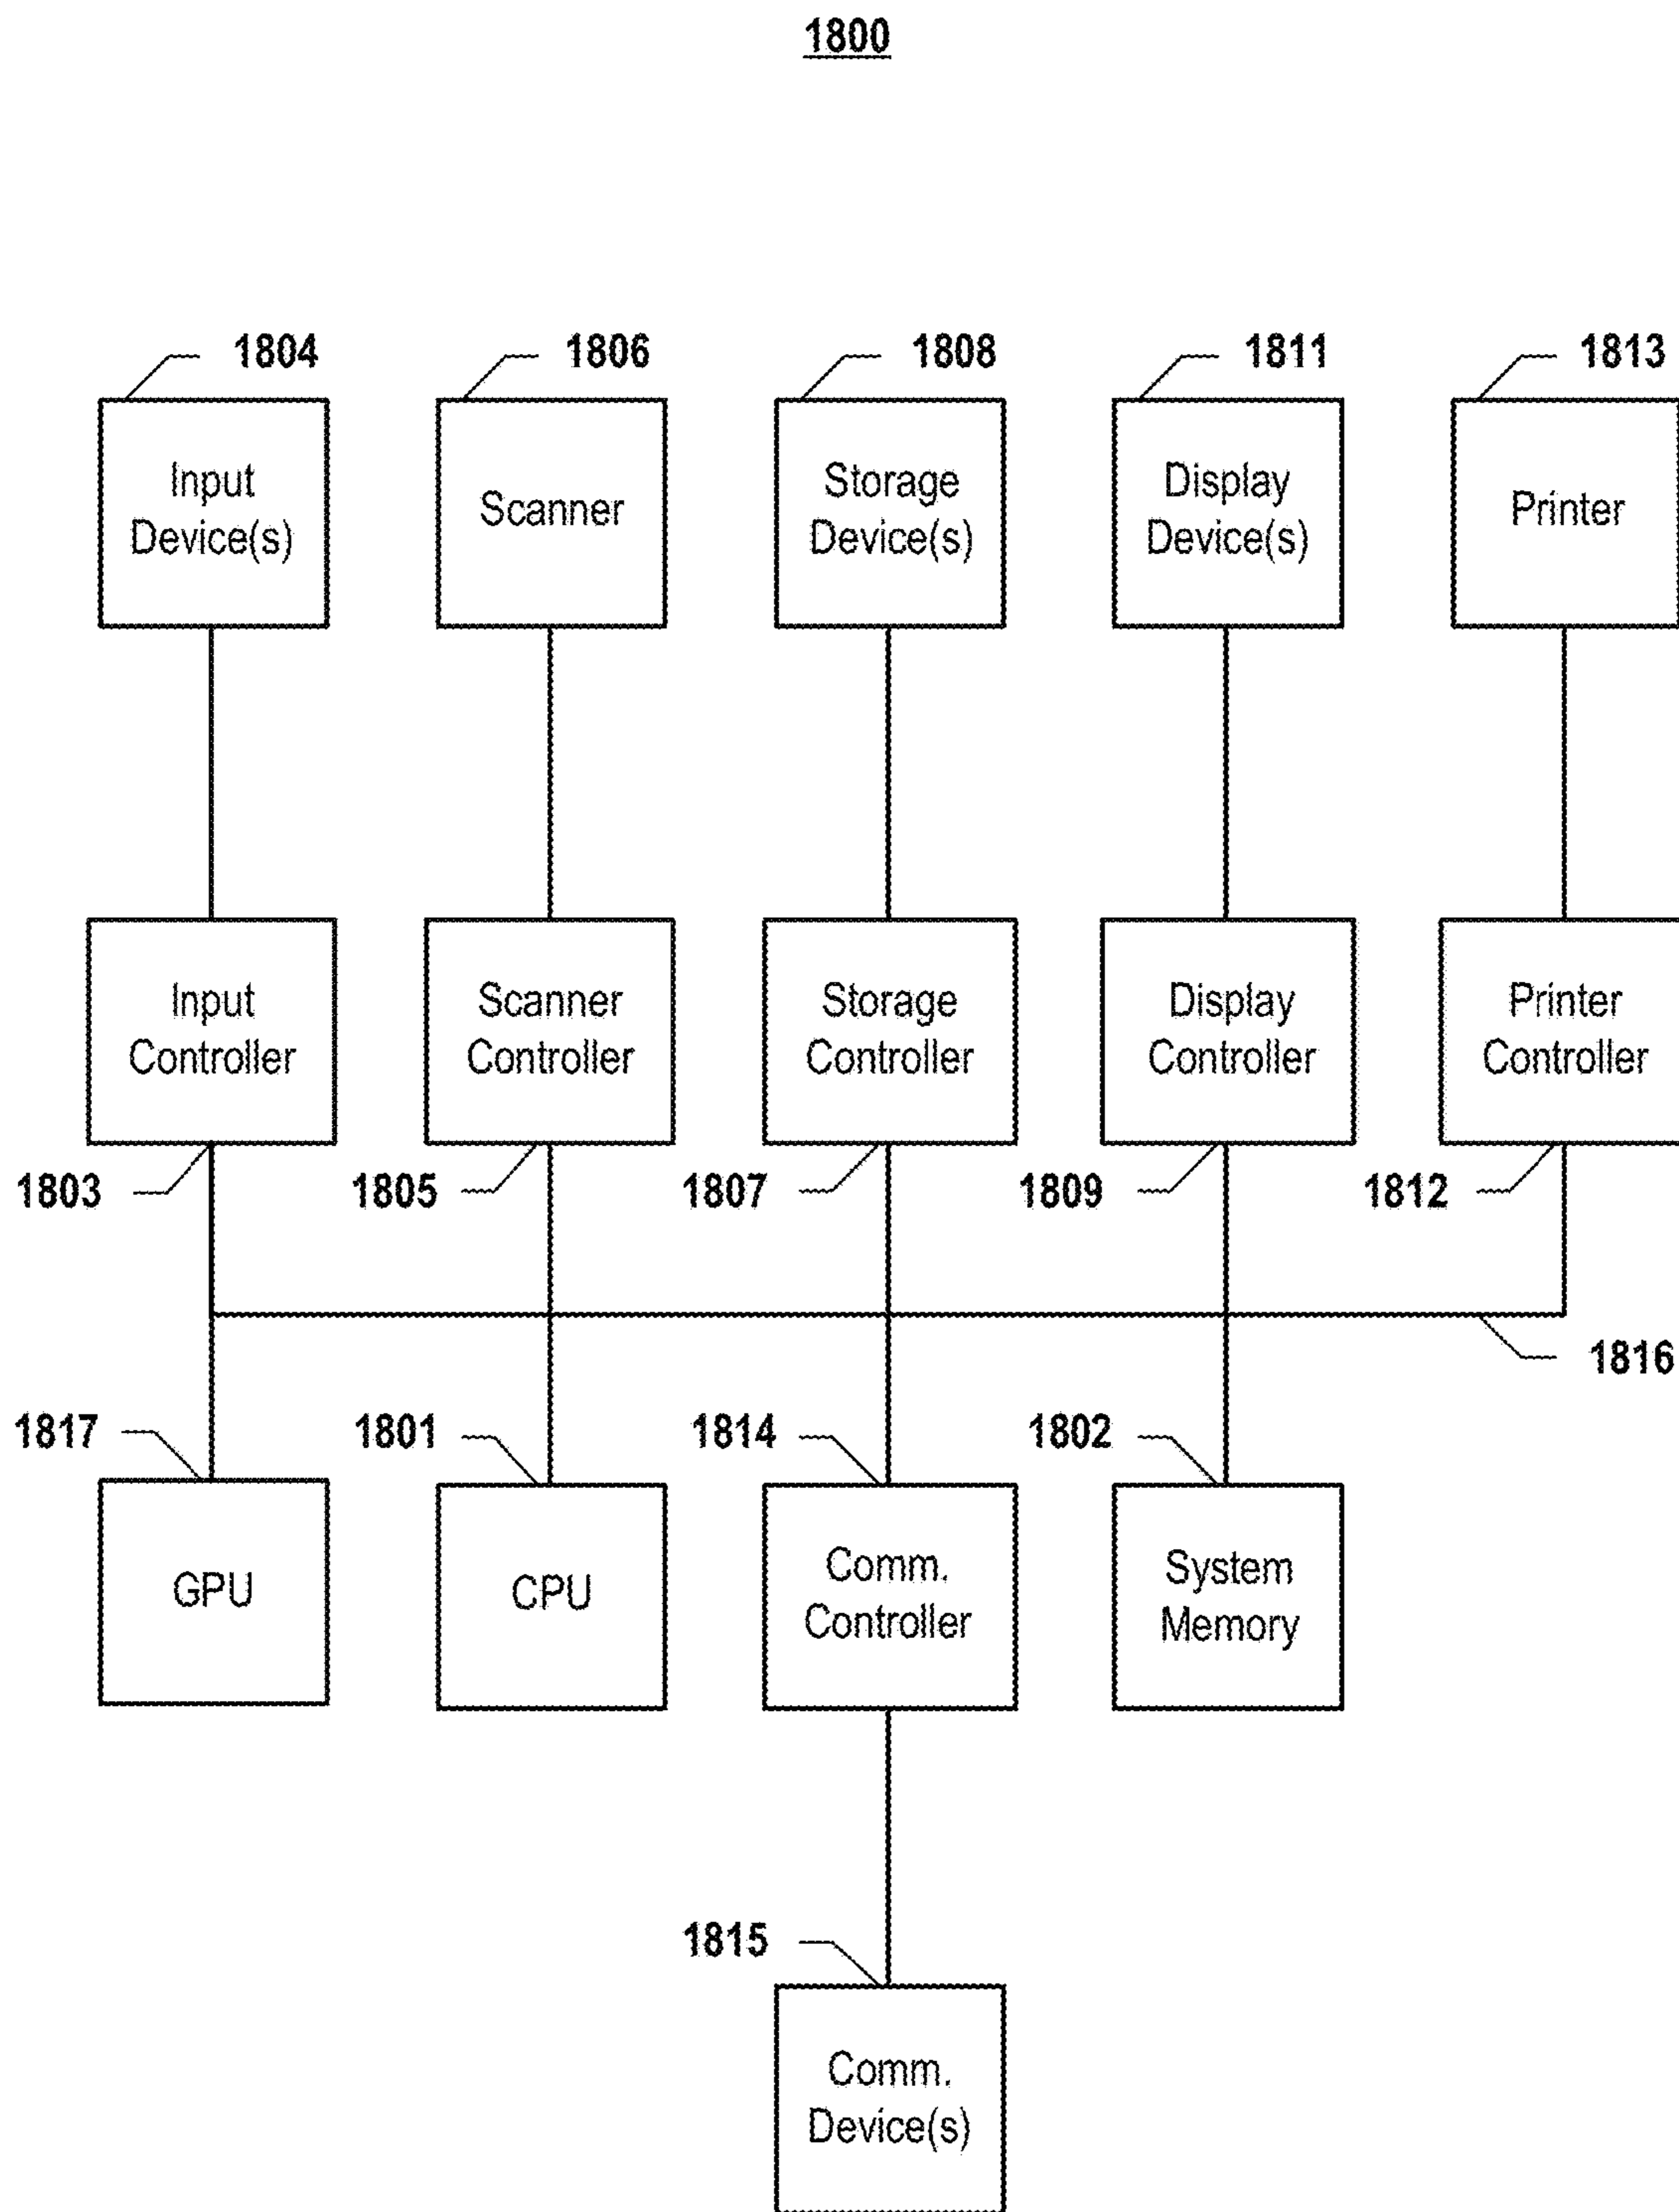 1800
1804
1806
1808
1811
1813
Input
Device(s)
Scanner
Storage
Device(s)
Display
Device(s)
Printer
Input
Controller
Scanner
Controller
Storage
Controller
Display
Controller
Printer
Controller
1803
1805
1807
1809
1812
1816
1817
1801
1814
1802
GPU
CPU
Comm.
Controller
System
Memory
1815
Comm.
Device(s)